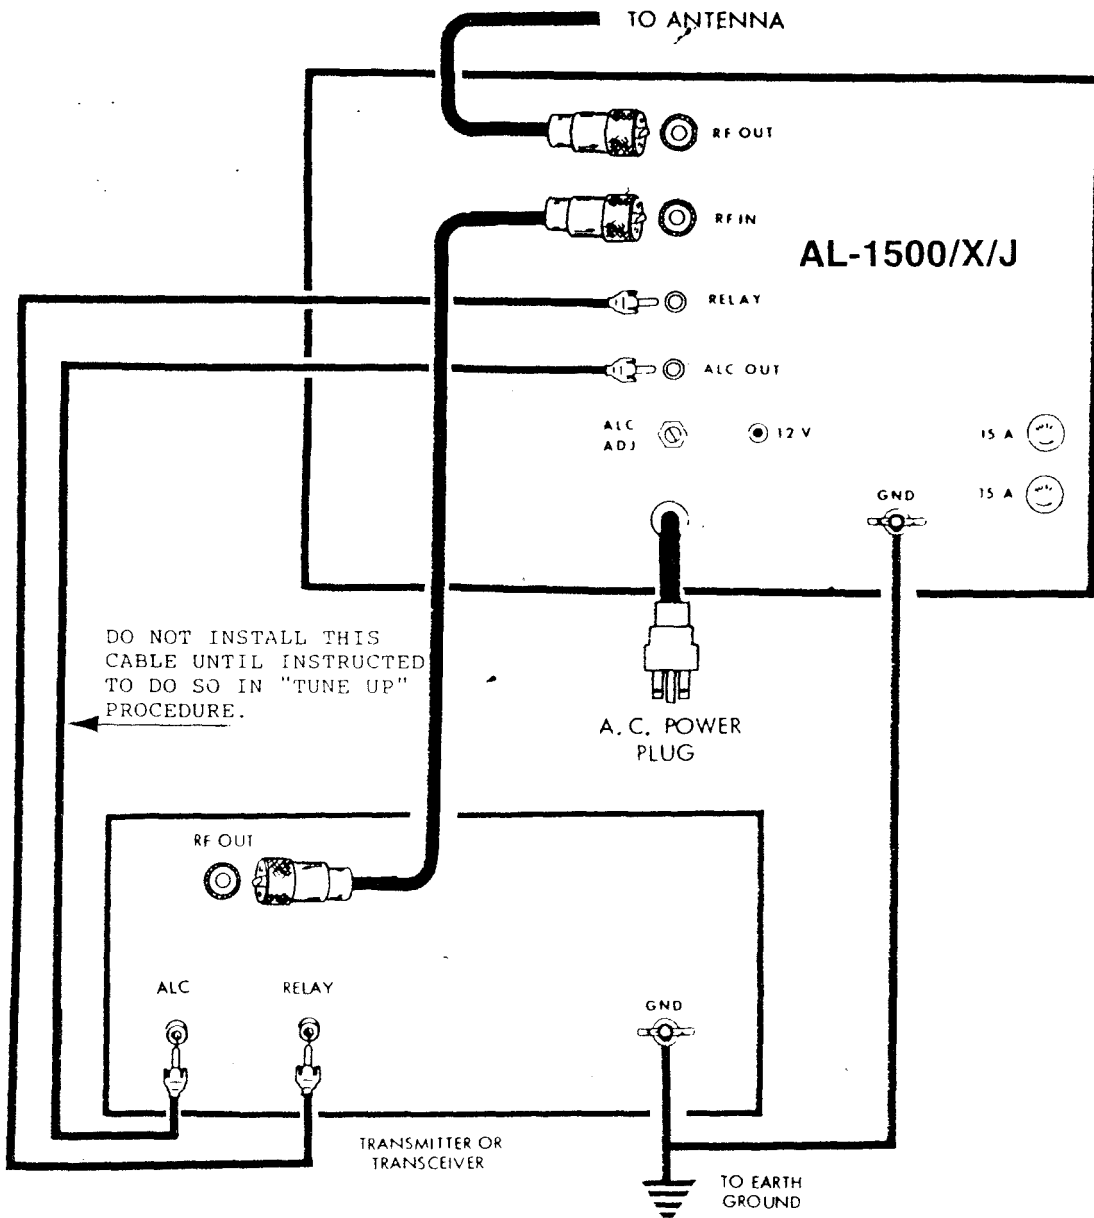 TO ANTENNA
RF OUT
RF IN
AL-1500/X/J
RELAY
ALC OUT
ALC
ADJ
12 V
15 A
15 A
GND
DO NOT INSTALL THIS
CABLE UNTIL INSTRUCTED
TO DO SO IN "TUNE UP"
PROCEDURE.
A.C. POWER
PLUG
RF OUT
ALC
RELAY
GND
TRANSMITTER OR
TRANSCEIVER
TO EARTH
GROUND